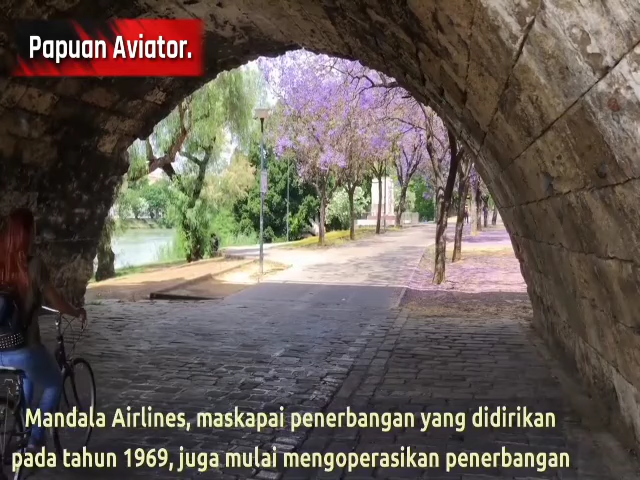 Papuan Aviator.
Mandala Airlines, maskapai penerbangan yang didirikan
pada tahun 1969, juga mulai mengoperasikan penerbangan